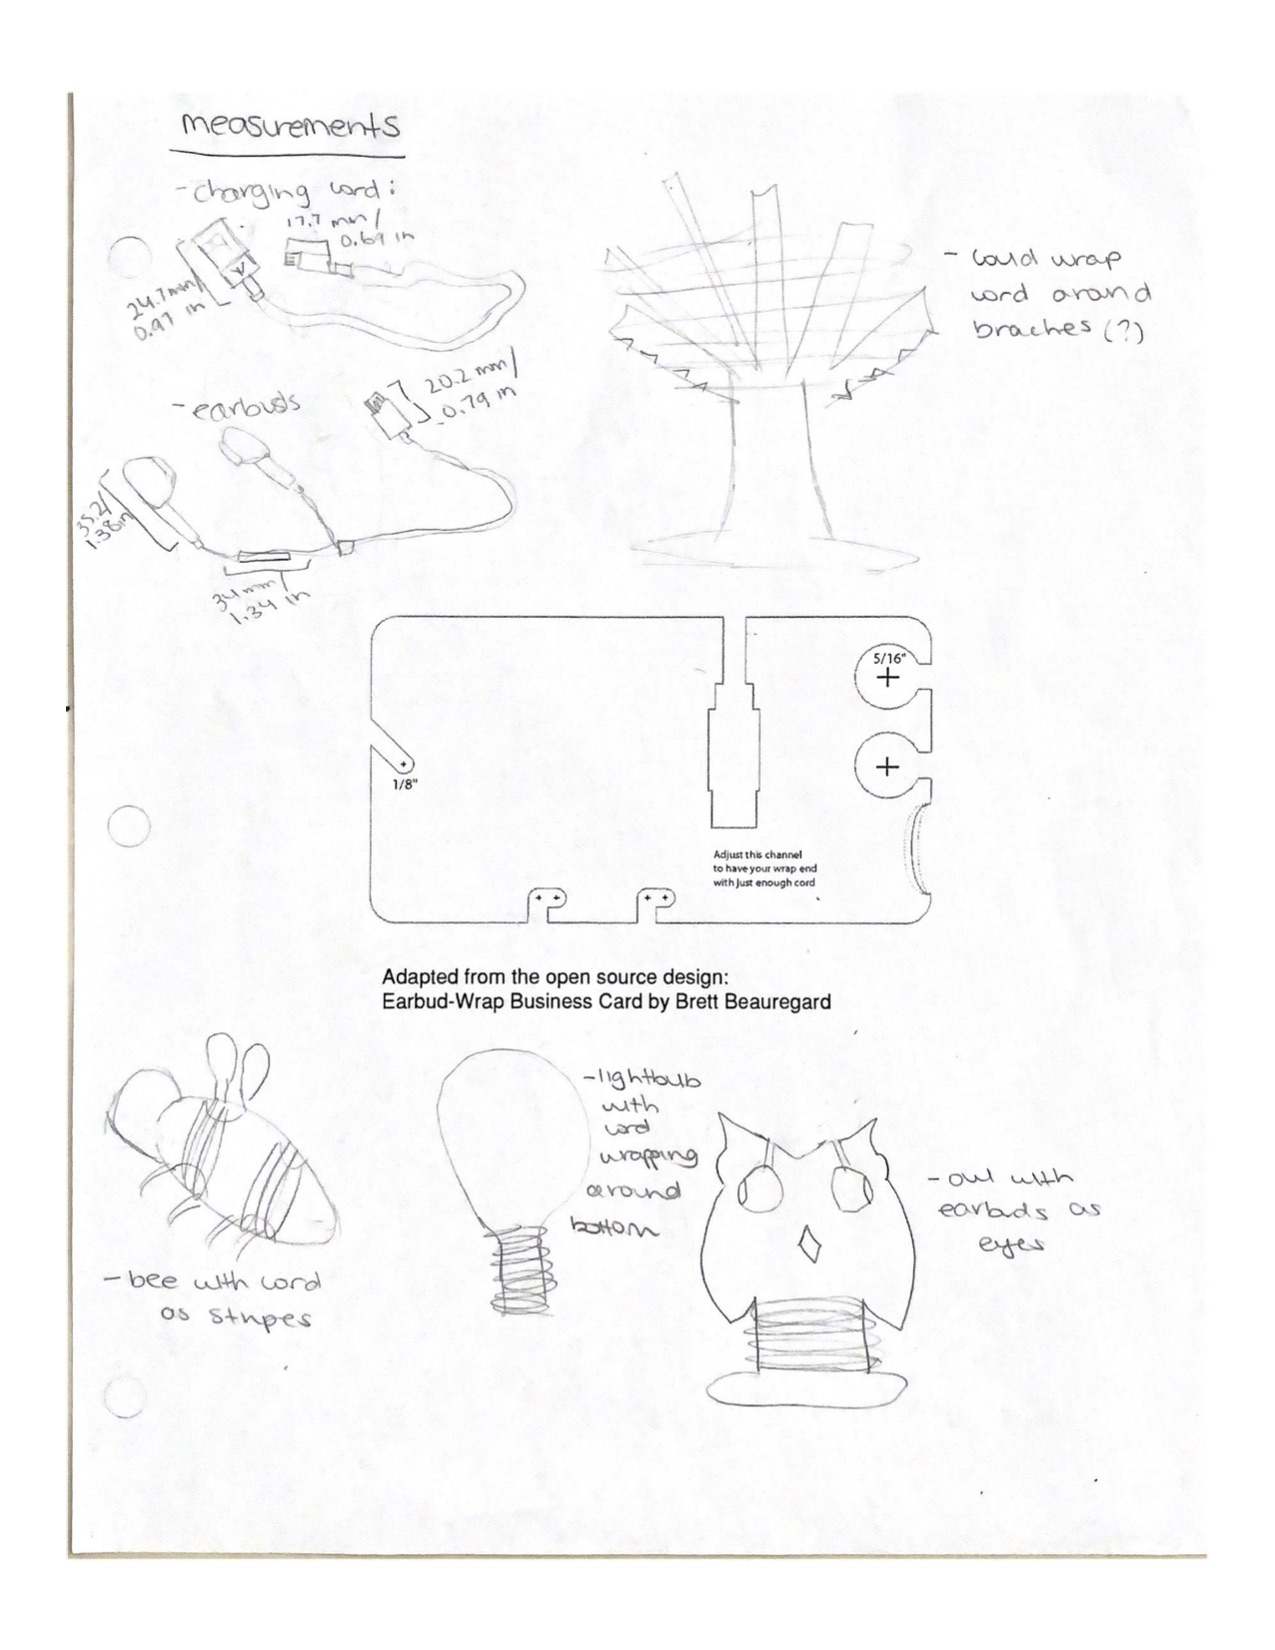 measurements
- charging cord:
17.7 mm/
0.69 in
24.7 mm/
0.97 in
- earbuds
20.2 mm/
0.79 in
35.2/
1.38in
34 mm/
1.34 in
- could wrap
cord around
braches (?)
5/16"
1/8"
Adjust this channel
to have your wrap end
with just enough cord
Adapted from the open source design:
Earbud-Wrap Business Card by Brett Beauregard
- bee with cord
as stripes
- lightbulb
with
cord
wrapping
around
bottom
- owl with
earbuds as
eyes